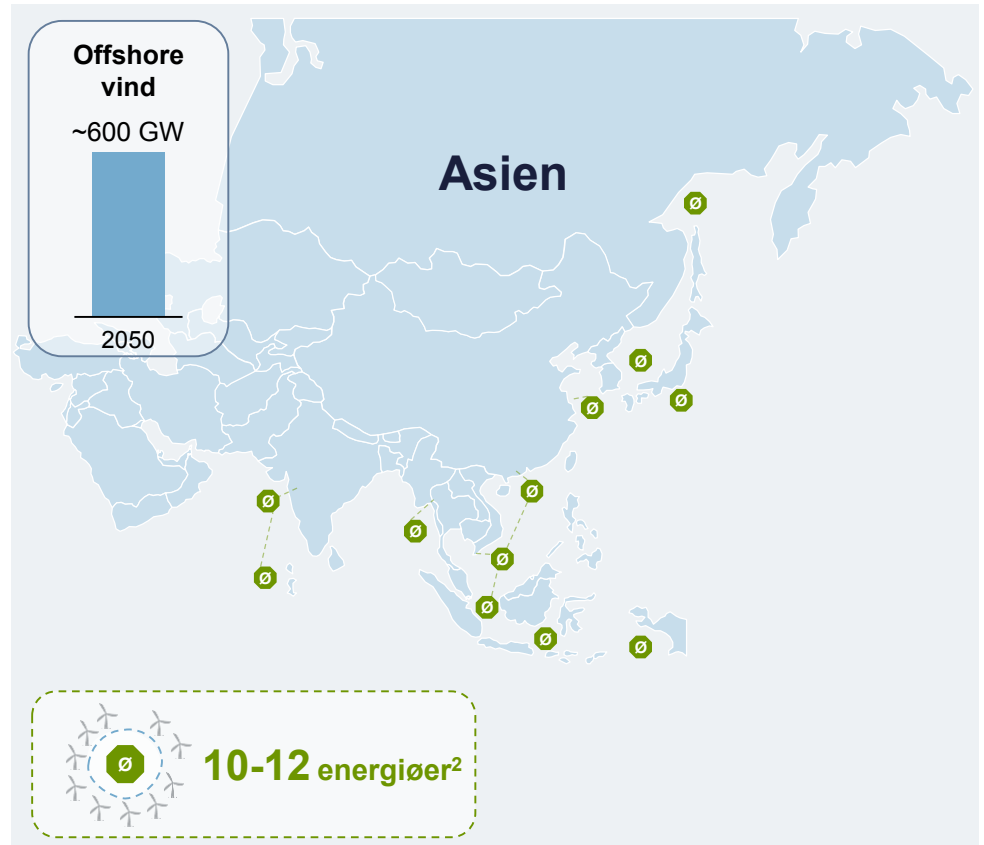 Offshore
vind
~600 GW
2050
Asien
Ø
Ø
Ø
Ø
Ø
Ø
Ø
Ø
Ø
Ø
Ø
Ø
Ø
10-12 energiøer²